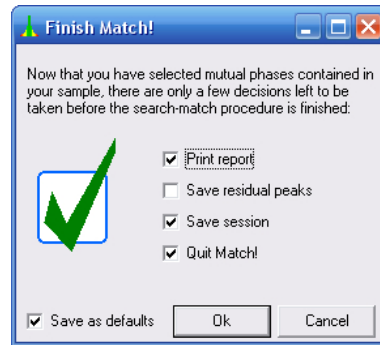 Finish Match!
Now that you have selected mutual phases contained in
your sample, there are only a few decisions left to be
taken before the search-match procedure is finished:
Print report
Save residual peaks
Save session
Quit Match!
Save as defaults Ok Cancel